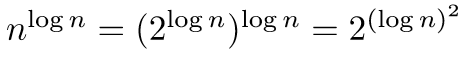 $n^{\log n} = (2^{\log n})^{\log n} = 2^{(\log n)^2}$